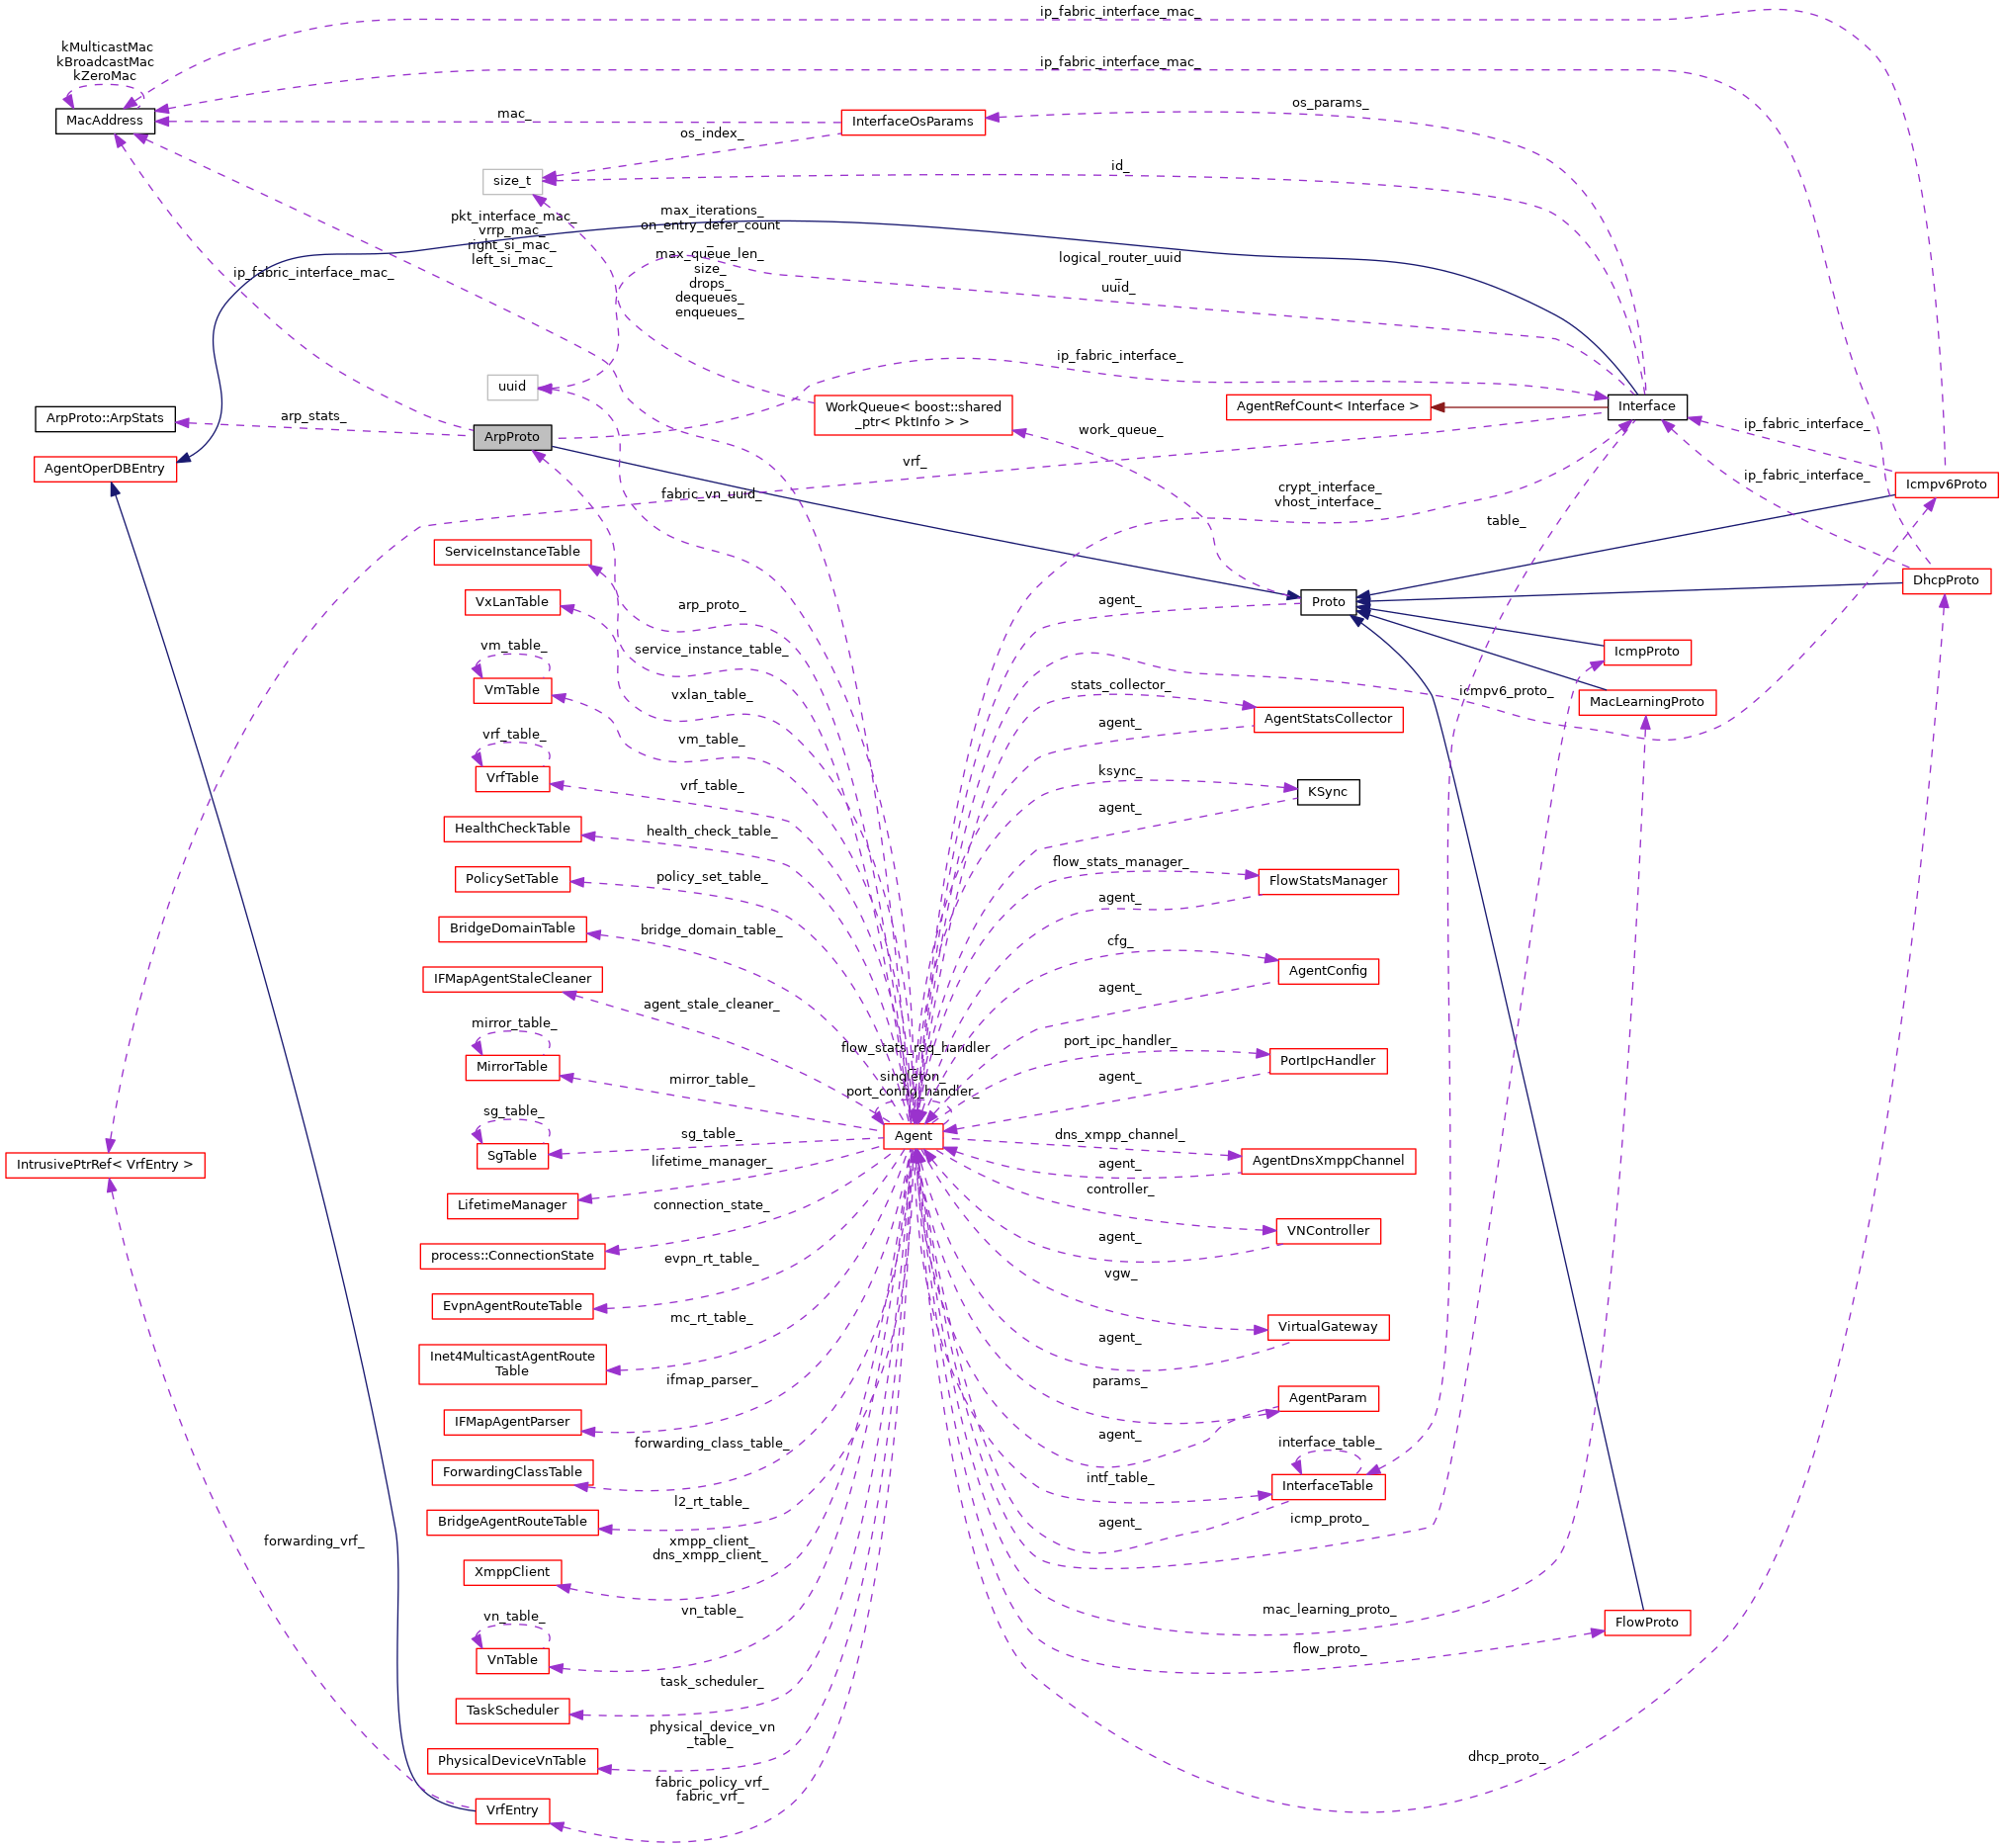 ip_fabric_interface_mac_
kMulticastMac
kBroadcastMac
kZeroMac
ip_fabric_interface_mac_
os_params_
mac_
MacAddress
InterfaceOsParams
os_index_
id_
size_t
pkt_interface_mac_
vrrp_mac_
right_si_mac_
left_si_mac_
max_iterations_
on_entry_defer_count
_
max_queue_len_
size_
drops_
dequeues_
enqueues_
logical_router_uuid
_
uuid_
ip_fabric_interface_mac_
ip_fabric_interface_
uuid
WorkQueue< boost::shared
_ptr< PktInfo > >
AgentRefCount< Interface >
Interface
ArpProto::ArpStats
arp_stats_
ArpProto
work_queue_
ip_fabric_interface_
AgentOperDBEntry
vrf_
ip_fabric_interface_
Icmpv6Proto
fabric_vn_uuid_
crypt_interface_
vhost_interface_
table_
ServiceInstanceTable
DhcpProto
VxLanTable
arp_proto_
agent_
Proto
service_instance_table_
vm_table_
IcmpProto
VmTable
vxlan_table_
stats_collector_
icmpv6_proto_
MacLearningProto
AgentStatsCollector
agent_
vrf_table_
vm_table_
VrfTable
vrf_table_
ksync_
KSync
agent_
HealthCheckTable
health_check_table_
flow_stats_manager_
PolicySetTable
policy_set_table_
FlowStatsManager
agent_
BridgeDomainTable
bridge_domain_table_
cfg_
IFMapAgentStaleCleaner
AgentConfig
agent_
agent_stale_cleaner_
mirror_table_
flow_stats_req_handler
_
singleton_
port_config_handler_
port_ipc_handler_
MirrorTable
PortIpcHandler
mirror_table_
agent_
sg_table_
sg_table_
Agent
dns_xmpp_channel_
SgTable
IntrusivePtrRef< VrfEntry >
lifetime_manager_
agent_
AgentDnsXmppChannel
LifetimeManager
connection_state_
controller_
VNController
process::ConnectionState
evpn_rt_table_
agent_
vgw_
EvpnAgentRouteTable
mc_rt_table_
VirtualGateway
agent_
Inet4MulticastAgentRoute
Table
ifmap_parser_
params_
AgentParam
IFMapAgentParser
forwarding_class_table_
agent_
interface_table_
ForwardingClassTable
intf_table_
InterfaceTable
l2_rt_table_
BridgeAgentRouteTable
agent_
icmp_proto_
forwarding_vrf_
xmpp_client_
dns_xmpp_client_
XmppClient
vn_table_
vn_table_
mac_learning_proto_
FlowProto
VnTable
flow_proto_
task_scheduler_
TaskScheduler
physical_device_vn
_table_
PhysicalDeviceVnTable
dhcp_proto_
fabric_policy_vrf_
fabric_vrf_
VrfEntry